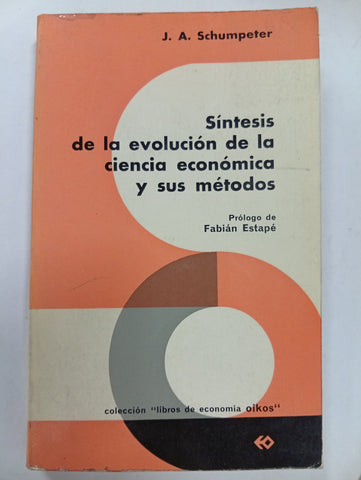 J. A. Schumpeter
Síntesis
de la evolución de la
ciencia económica
y sus métodos
Prólogo de
Fabián Estapé
colección "libros de economía oikos"